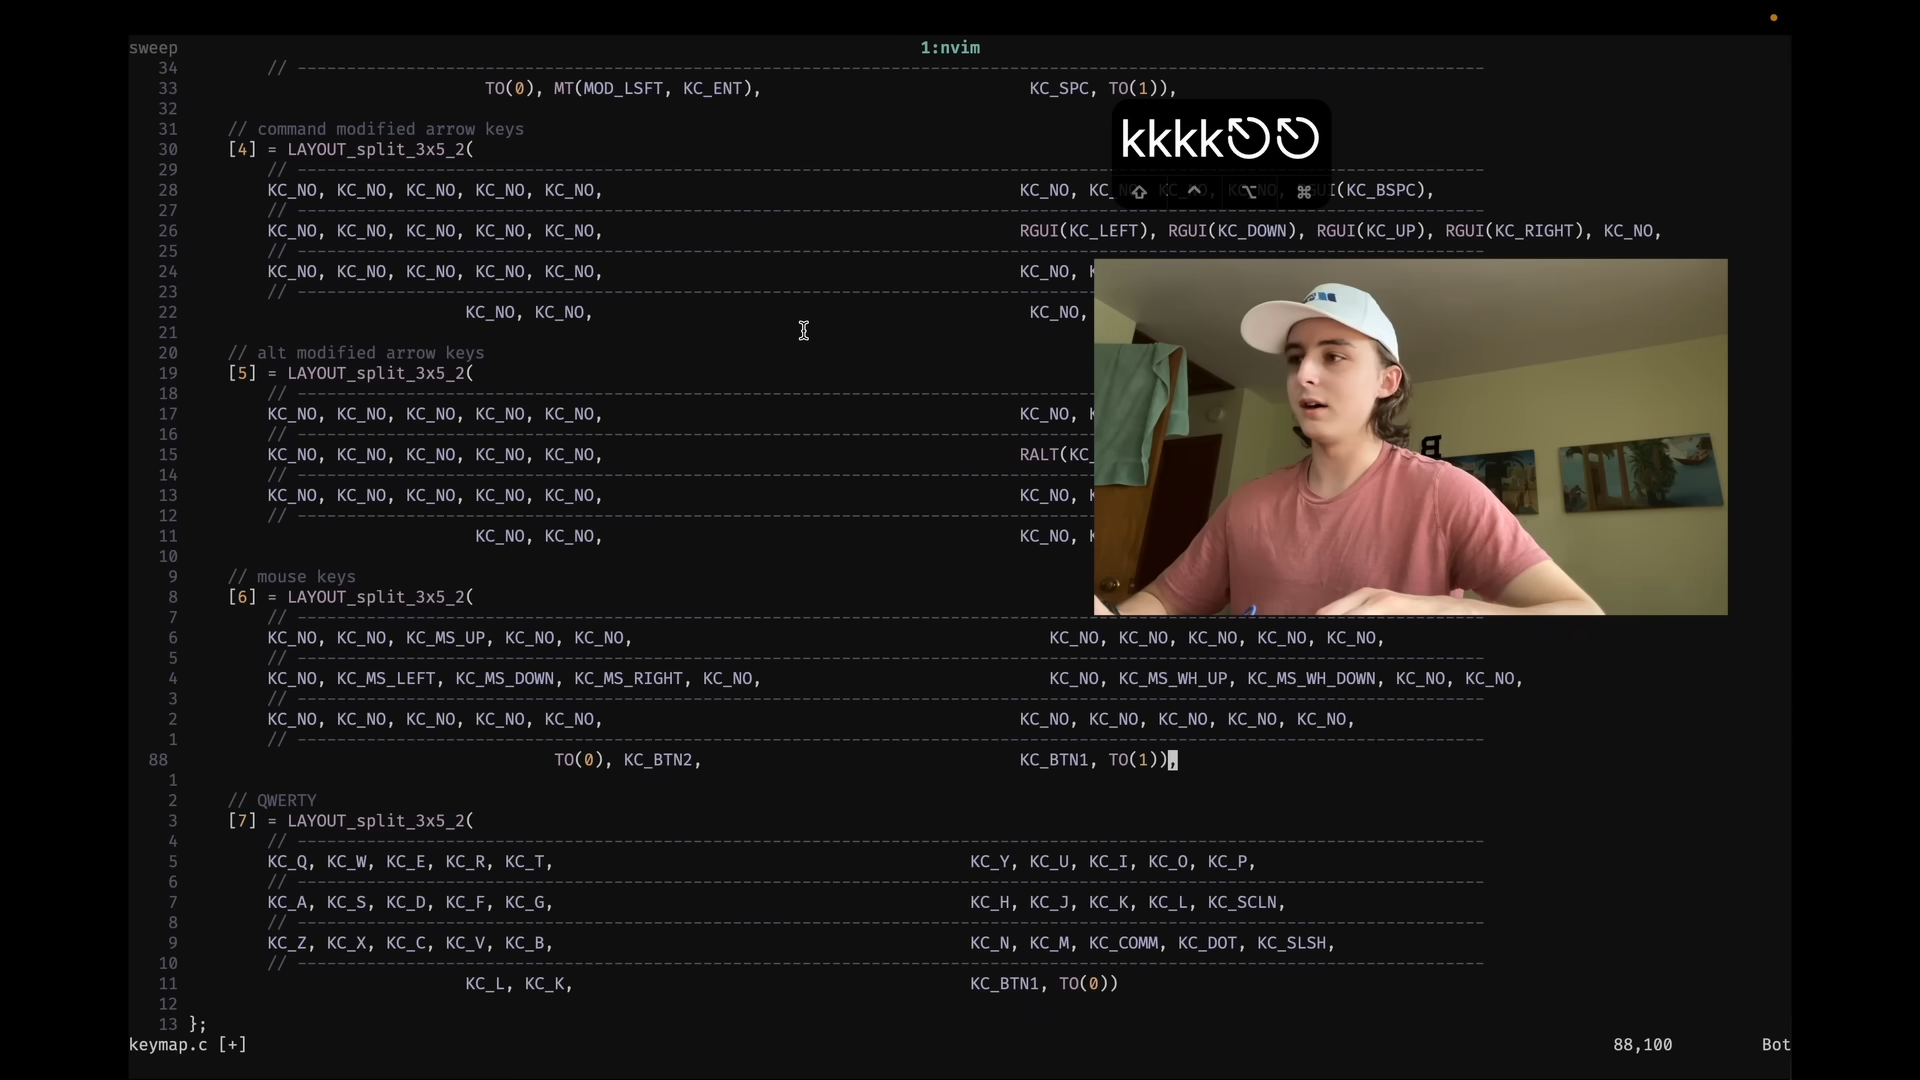 sweep 1:nvim
34 // ------------------------------------------------------------------------------------------------------------------------
33 TO(0), MT(MOD_LSFT, KC_ENT), KC_SPC, TO(1)),
32
31 // command modified arrow keys
kkkk
30 [4] = LAYOUT_split_3x5_2(
29 // ------------------------------------------------------------------------------------------------------------------------
28 KC_NO, KC_NO, KC_NO, KC_NO, KC_NO, KC_NO, KC_NO, KC_NO, KC_NO, RGUI(KC_BSPC),
27 // ------------------------------------------------------------------------------------------------------------------------
26 KC_NO, KC_NO, KC_NO, KC_NO, KC_NO, RGUI(KC_LEFT), RGUI(KC_DOWN), RGUI(KC_UP), RGUI(KC_RIGHT), KC_NO,
25 // ------------------------------------------------------------------------------------------------------------------------
24 KC_NO, KC_NO, KC_NO, KC_NO, KC_NO, KC_NO,
23 // ------------------------------------------------------------------------------------------------------------------------
22 KC_NO, KC_NO, KC_NO,
21
20 // alt modified arrow keys
19 [5] = LAYOUT_split_3x5_2(
18 // ------------------------------------------------------------------------------------------------------------------------
17 KC_NO, KC_NO, KC_NO, KC_NO, KC_NO, KC_NO,
16 // ------------------------------------------------------------------------------------------------------------------------
15 KC_NO, KC_NO, KC_NO, KC_NO, KC_NO, RALT(KC_
14 // ------------------------------------------------------------------------------------------------------------------------
13 KC_NO, KC_NO, KC_NO, KC_NO, KC_NO, KC_NO,
12 // ------------------------------------------------------------------------------------------------------------------------
11 KC_NO, KC_NO, KC_NO,
10
9 // mouse keys
8 [6] = LAYOUT_split_3x5_2(
7 // ------------------------------------------------------------------------------------------------------------------------
6 KC_NO, KC_NO, KC_MS_UP, KC_NO, KC_NO, KC_NO, KC_NO, KC_NO, KC_NO, KC_NO,
5 // ------------------------------------------------------------------------------------------------------------------------
4 KC_NO, KC_MS_LEFT, KC_MS_DOWN, KC_MS_RIGHT, KC_NO, KC_NO, KC_MS_WH_UP, KC_MS_WH_DOWN, KC_NO, KC_NO,
3 // ------------------------------------------------------------------------------------------------------------------------
2 KC_NO, KC_NO, KC_NO, KC_NO, KC_NO, KC_NO, KC_NO, KC_NO, KC_NO, KC_NO,
1 // ------------------------------------------------------------------------------------------------------------------------
88 TO(0), KC_BTN2, KC_BTN1, TO(1)),
1
2 // QWERTY
3 [7] = LAYOUT_split_3x5_2(
4 // ------------------------------------------------------------------------------------------------------------------------
5 KC_Q, KC_W, KC_E, KC_R, KC_T, KC_Y, KC_U, KC_I, KC_O, KC_P,
6 // ------------------------------------------------------------------------------------------------------------------------
7 KC_A, KC_S, KC_D, KC_F, KC_G, KC_H, KC_J, KC_K, KC_L, KC_SCLN,
8 // ------------------------------------------------------------------------------------------------------------------------
9 KC_Z, KC_X, KC_C, KC_V, KC_B, KC_N, KC_M, KC_COMM, KC_DOT, KC_SLSH,
10 // ------------------------------------------------------------------------------------------------------------------------
11 KC_L, KC_K, KC_BTN1, TO(0))
12
13 };
keymap.c [+] 88,100 Bot